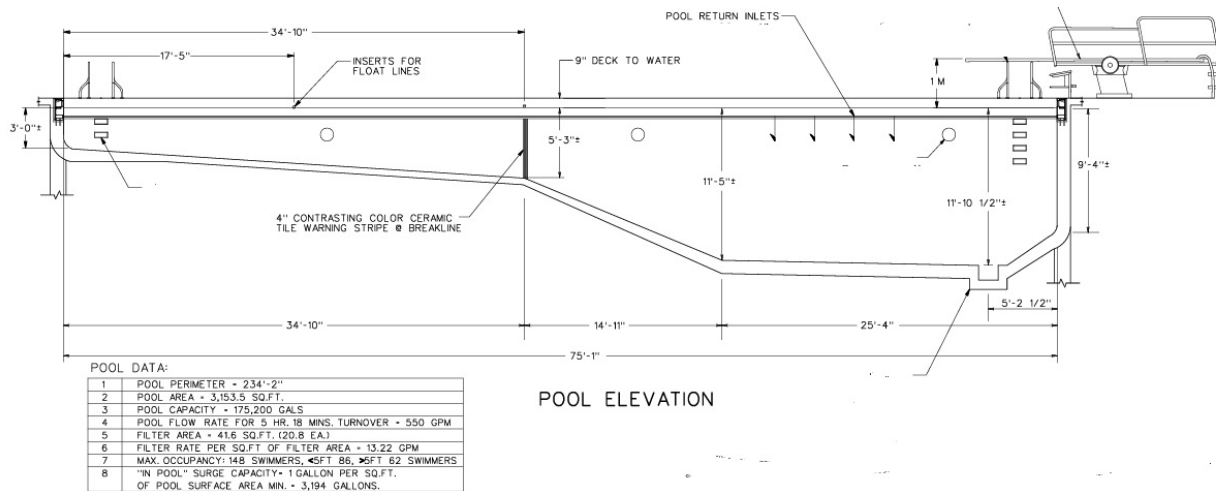 34'-10"
POOL RETURN INLETS
17'-5"
INSERTS FOR
FLOAT LINES
9" DECK TO WATER
1 M
3'-0"±
5'-3"±
9'-4"±
11'-5"±
11'-10 1/2"±
4" CONTRASTING COLOR CERAMIC
TILE WARNING STRIPE @ BREAKLINE
5'-2 1/2"
34'-10"
14'-11"
25'-4"
75'-1"
POOL DATA:
1 POOL PERIMETER = 234'-2"
2 POOL AREA = 3,153.5 SQ.FT.
3 POOL CAPACITY = 175,200 GALS
4 POOL FLOW RATE FOR 5 HR. 18 MINS. TURNOVER = 550 GPM
5 FILTER AREA = 41.6 SQ.FT. (20.8 EA.)
6 FILTER RATE PER SQ.FT OF FILTER AREA = 13.22 GPM
7 MAX. OCCUPANCY: 148 SWIMMERS, <5FT 86, >5FT 62 SWIMMERS
8 "IN POOL" SURGE CAPACITY= 1 GALLON PER SQ.FT.
OF POOL SURFACE AREA MIN. = 3,194 GALLONS.
POOL ELEVATION